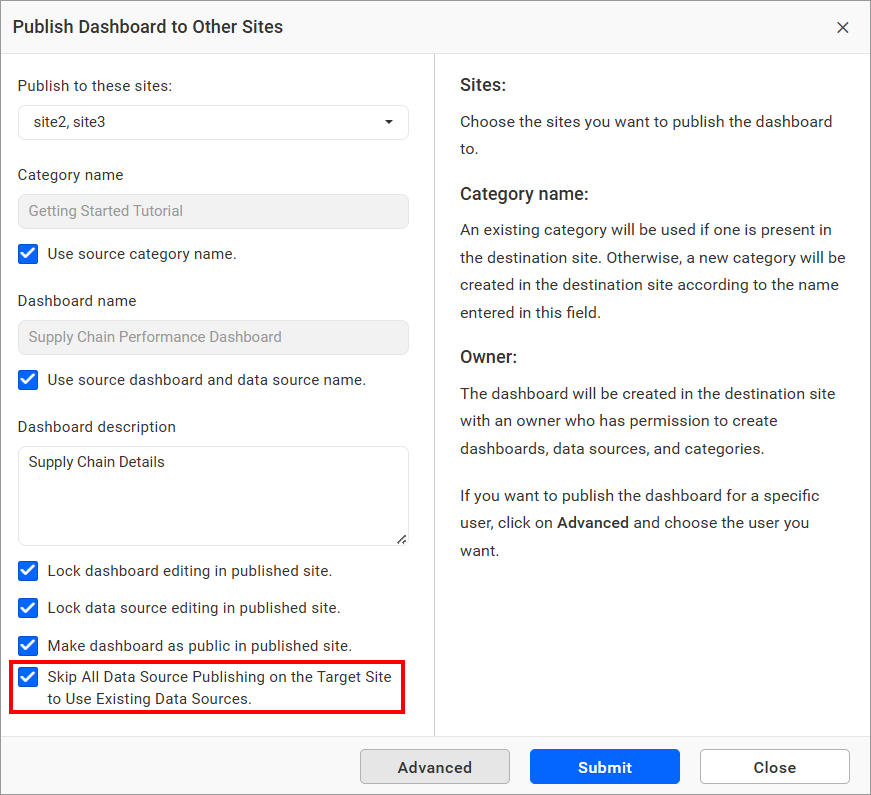 Publish Dashboard to Other Sites
Publish to these sites:
site2, site3
Category name
Getting Started Tutorial
Use source category name.
Dashboard name
Supply Chain Performance Dashboard
Use source dashboard and data source name.
Dashboard description
Supply Chain Details
Lock dashboard editing in published site.
Lock data source editing in published site.
Make dashboard as public in published site.
Skip All Data Source Publishing on the Target Site
to Use Existing Data Sources.
Sites:
Choose the sites you want to publish the dashboard
to.
Category name:
An existing category will be used if one is present in
the destination site. Otherwise, a new category will be
created in the destination site according to the name
entered in this field.
Owner:
The dashboard will be created in the destination site
with an owner who has permission to create
dashboards, data sources, and categories.
If you want to publish the dashboard for a specific
user, click on Advanced and choose the user you
want.
Advanced
Submit
Close